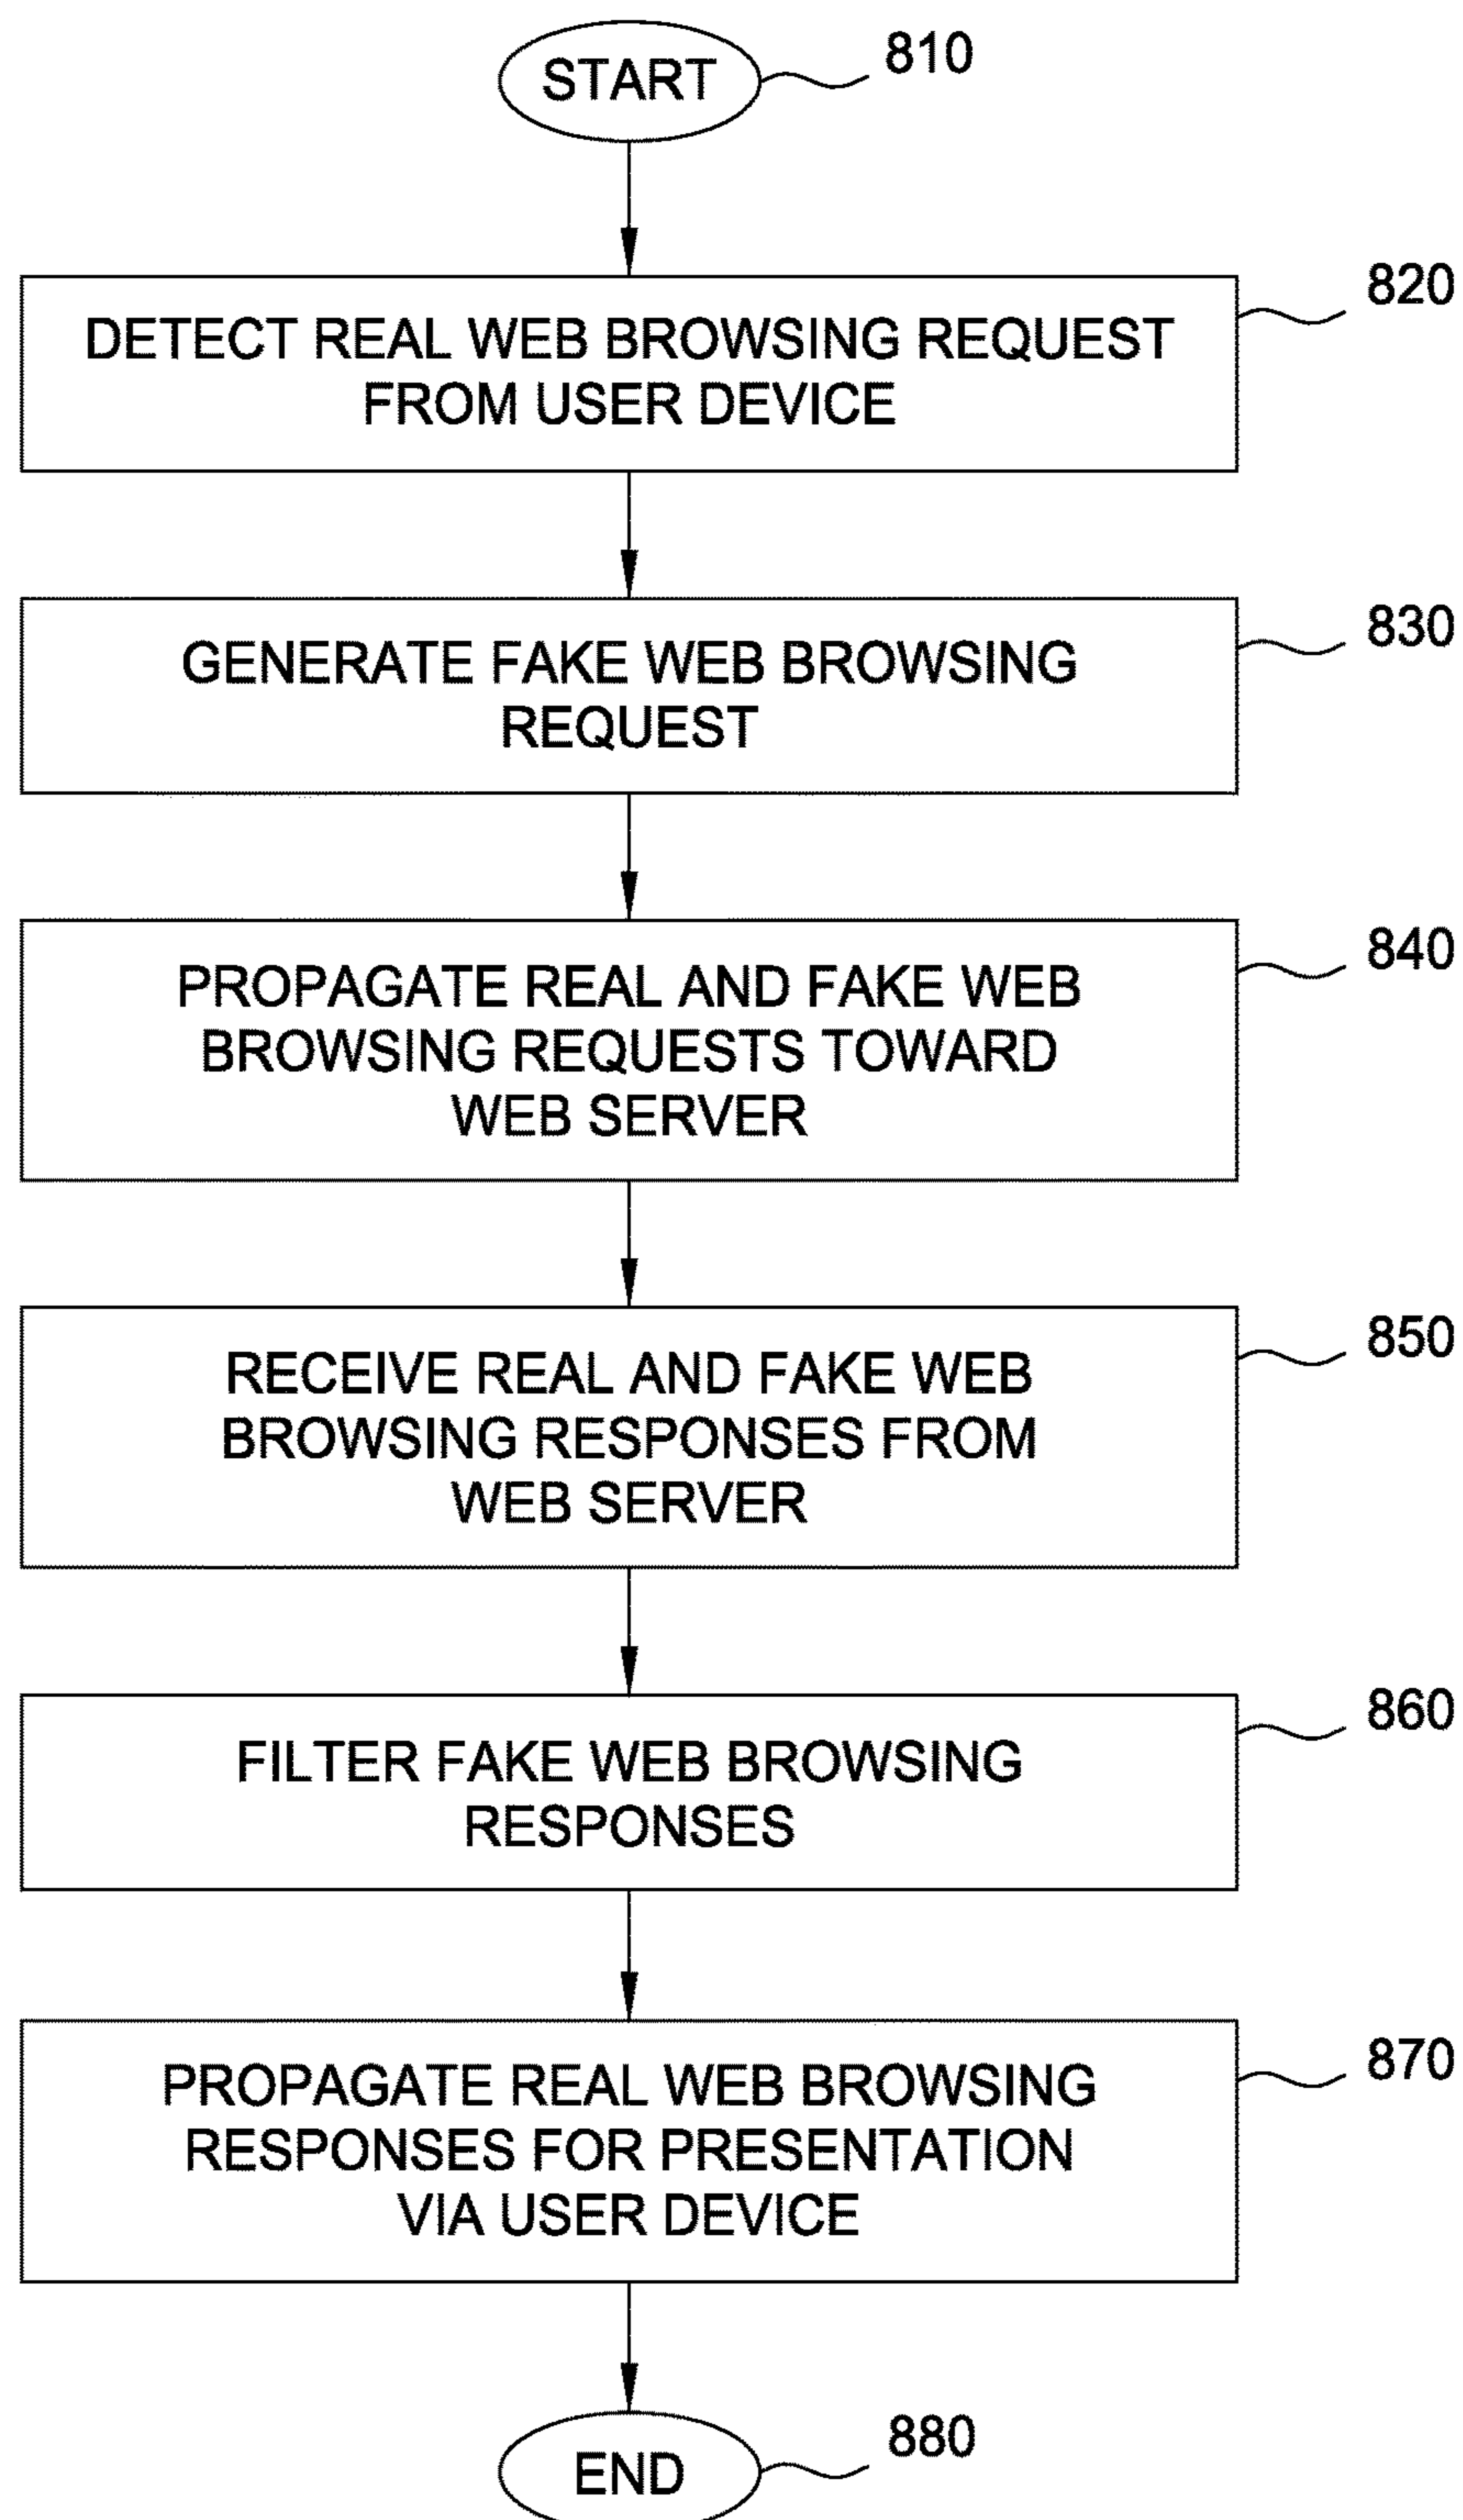 START
810
820
DETECT REAL WEB BROWSING REQUEST
FROM USER DEVICE
830
GENERATE FAKE WEB BROWSING
REQUEST
840
PROPAGATE REAL AND FAKE WEB
BROWSING REQUESTS TOWARD
WEB SERVER
850
RECEIVE REAL AND FAKE WEB
BROWSING RESPONSES FROM
WEB SERVER
860
FILTER FAKE WEB BROWSING
RESPONSES
870
PROPAGATE REAL WEB BROWSING
RESPONSES FOR PRESENTATION
VIA USER DEVICE
880
END